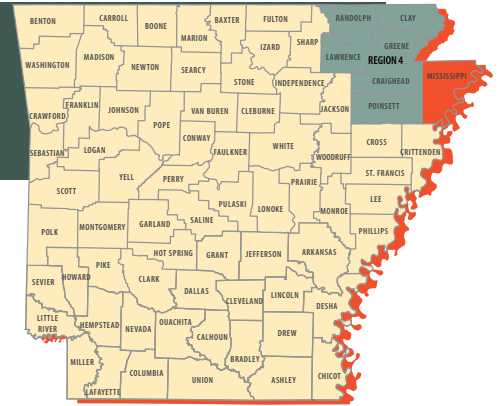 BENTON
CARROLL
BOONE
BAXTER
FULTON
RANDOLPH
CLAY
MARION
IZARD
SHARP
GREENE
LAWRENCE
REGION 4
WASHINGTON
MADISON
NEWTON
SEARCY
STONE
INDEPENDENCE
CRAIGHEAD
MISSISSIPPI
JACKSON
POINSETT
CRAWFORD
FRANKLIN
JOHNSON
VAN BUREN
CLEBURNE
POPE
CONWAY
FAULKNER
WHITE
CROSS
CRITTENDEN
WOODRUFF
SEBASTIAN
LOGAN
ST. FRANCIS
YELL
PERRY
PRAIRIE
SCOTT
LEE
PULASKI
LONOKE
MONROE
GARLAND
SALINE
MONTGOMERY
POLK
PHILLIPS
HOT SPRING
GRANT
JEFFERSON
ARKANSAS
PIKE
HOWARD
SEVIER
CLARK
DALLAS
CLEVELAND
LINCOLN
DESHA
LITTLE
RIVER
HEMPSTEAD
NEVADA
OUACHITA
CALHOUN
DREW
BRADLEY
MILLER
COLUMBIA
UNION
ASHLEY
CHICOT
LAFAYETTE